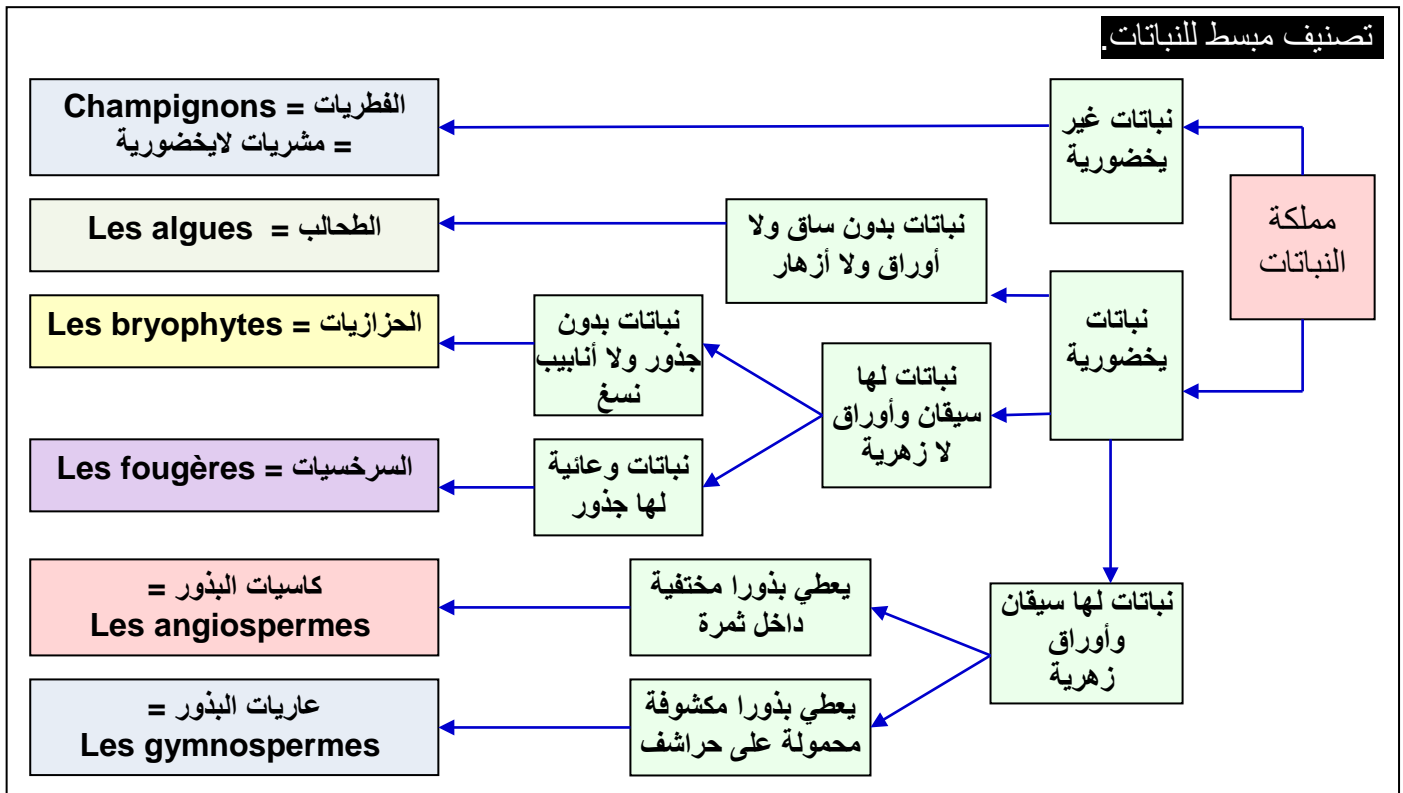 تصنيف مبسط للنباتات.
مملكة
النباتات
نباتات غير
يخضورية
الفطريات = Champignons
= مشريات لايخضورية
نباتات
يخضورية
نباتات بدون ساق ولا
أوراق ولا أزهار
الطحالب = Les algues
نباتات لها
سيقان وأوراق
لا زهرية
نباتات بدون
جذور ولا أنابيب
نسغ
الحزازيات = Les bryophytes
نباتات وعائية
لها جذور
السرخسيات = Les fougères
نباتات لها سيقان
وأوراق
زهرية
يعطي بذورا مختفية
داخل ثمرة
كاسيات البذور =
Les angiospermes
يعطي بذورا مكشوفة
محمولة على حراشف
عاريات البذور =
Les gymnospermes